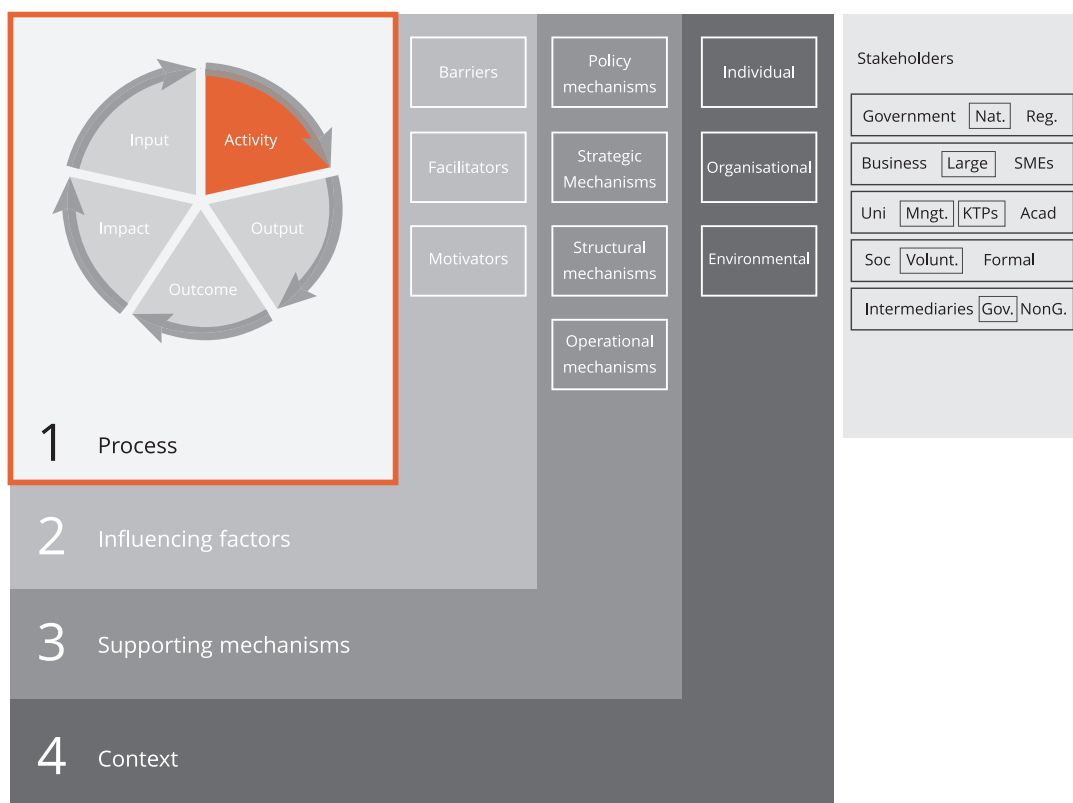 Input
Activity
Impact
Output
Outcome
1 Process
Barriers
Facilitators
Motivators
2 Influencing factors
Policy
mechanisms
Strategic
Mechanisms
Structural
mechanisms
Operational
mechanisms
3 Supporting mechanisms
Individual
Organisational
Environmental
4 Context
Stakeholders
Government Nat. Reg.
Business Large SMEs
Uni Mngt. KTPs Acad
Soc Volunt. Formal
Intermediaries Gov. NonG.